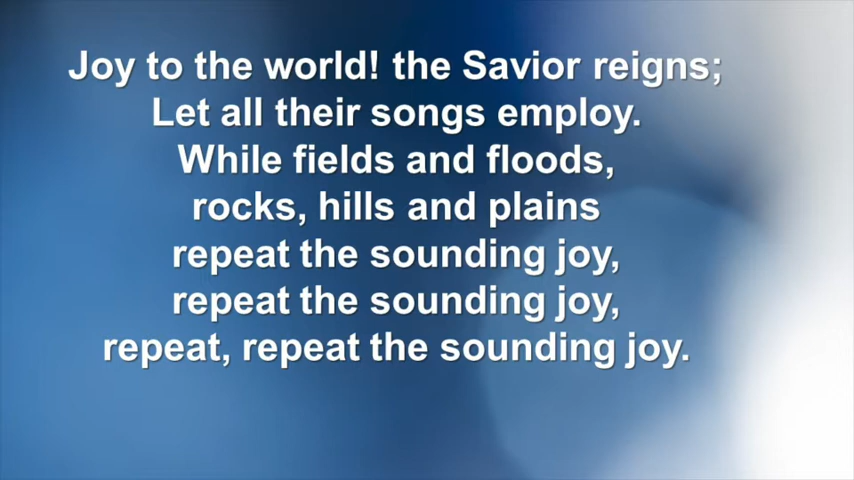 Joy to the world! the Savior reigns;
Let all their songs employ.
While fields and floods,
rocks, hills and plains
repeat the sounding joy,
repeat the sounding joy,
repeat, repeat the sounding joy.